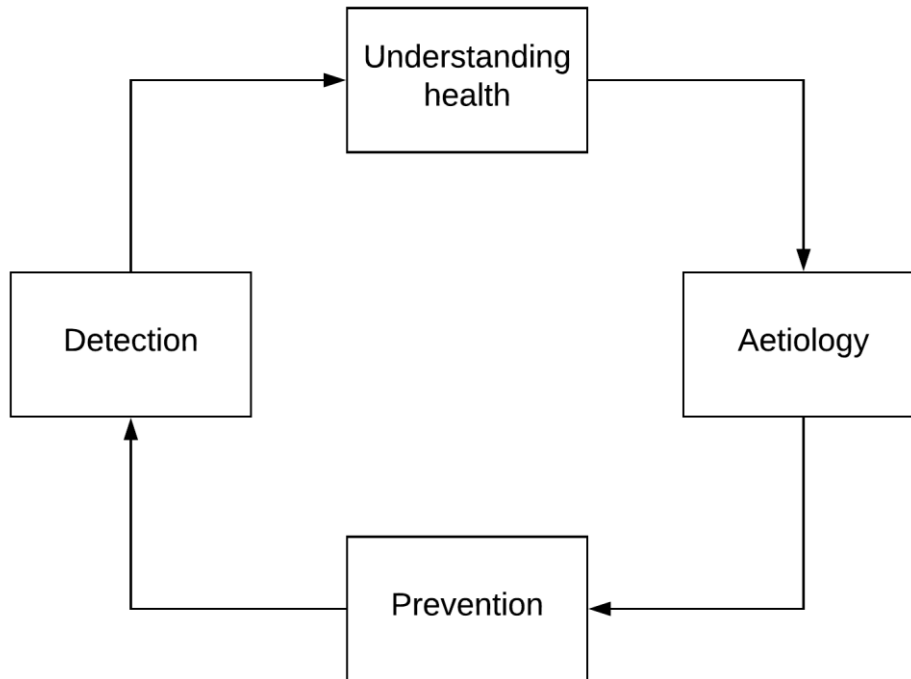 Understanding
health
Detection
Aetiology
Prevention